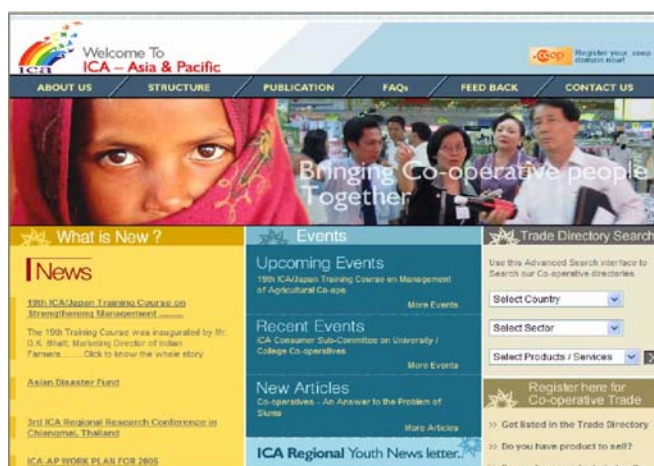 ica
Welcome To
ICA – Asia & Pacific
.coop
Register your .coop
domain now!
ABOUT US
STRUCTURE
PUBLICATION
FAQs
FEED BACK
CONTACT US
Bringing Co-operative people
Together
What is New ?
News
19th ICA/Japan Training Course on
Strengthening Management ..........
The 19th Training Course was inaugurated by Mr.
D.K. Bhatt, Marketing Director of Indian
Farmers.........Click to know the whole story
Asian Disaster Fund
3rd ICA Regional Research Conference in
Chiangmai, Thailand
ICA-AP WORK PLAN FOR 2005
Events
Upcoming Events
19th ICA/Japan Training Course on Management
of Agricultural Co-ops
More Events
Recent Events
ICA Consumer Sub-Committee on University /
College Co-operatives
More Events
New Articles
Co-operatives - An Answer to the Problem of
Slums
More Articles
ICA Regional Youth News letter..
Trade Directory Search
Use this Advanced Search interface to
Search our Co-operative directories
Select Country
Select Sector
Select Products / Services
Register here for
Co-operative Trade
>> Get listed in the Trade Directory
>> Do you have product to sell?